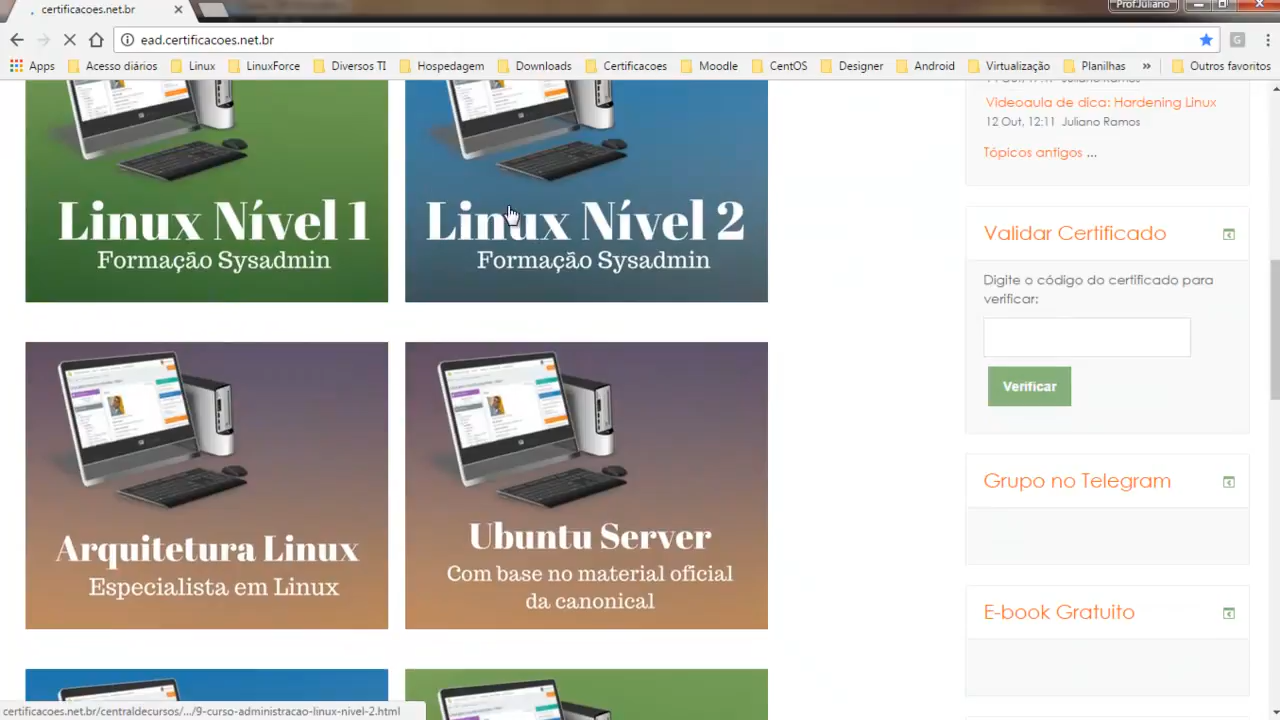 certificacoes.net.br
Prof.Juliano
ead.certificacoes.net.br
Apps
Acesso diários
Linux
LinuxForce
Diversos TI
Hospedagem
Downloads
Certificacoes
Moodle
CentOS
Designer
Android
Virtualização
Planilhas
»
Outros favoritos
Linux Nível 1
Formação Sysadmin
Linux Nível 2
Formação Sysadmin
Arquitetura Linux
Especialista em Linux
Ubuntu Server
Com base no material oficial
da canonical
Juliano Ramos
Videoaula de dica: Hardening Linux
12 Out, 12:11 Juliano Ramos
Tópicos antigos ...
Validar Certificado
Digite o código do certificado para
verificar:
Verificar
Grupo no Telegram
E-book Gratuito
certificacoes.net.br/centraldecursos/.../9-curso-administracao-linux-nivel-2.html